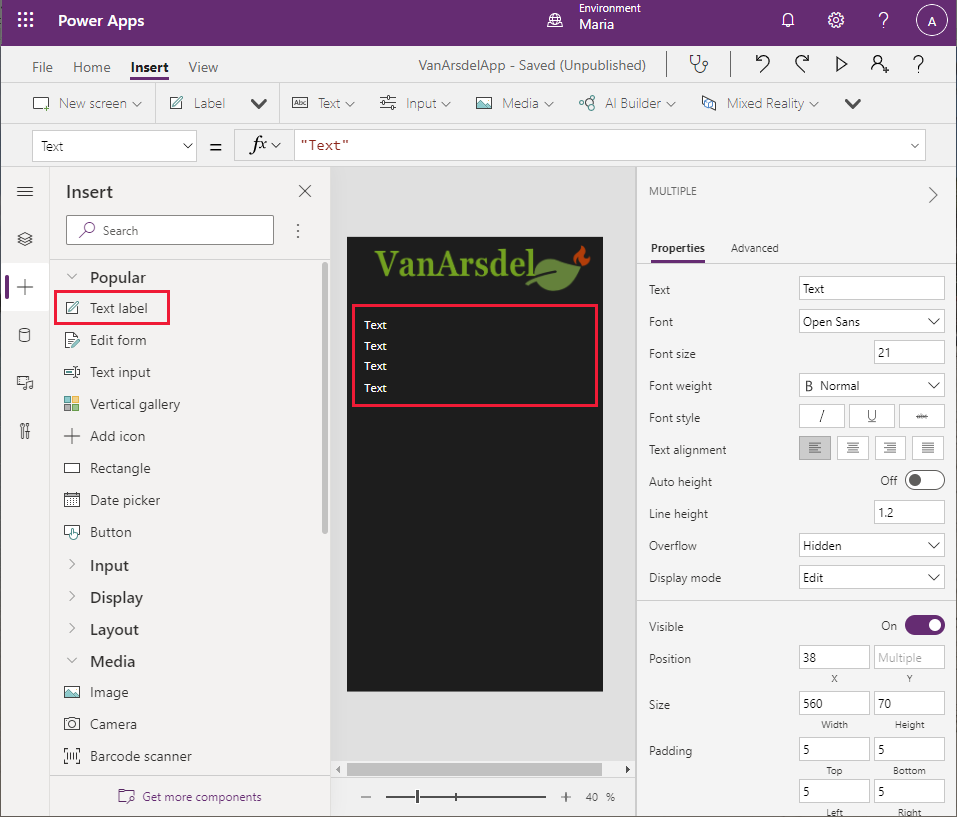 Power Apps
Environment
Maria
?
A
File Home Insert View
VanArsdelApp - Saved (Unpublished)
?
New screen
Label
Abc Text
Input
Media
AI Builder
Mixed Reality
Text
=
fx
"Text"
Insert
Search
Popular
Text label
Edit form
Text input
Vertical gallery
Add icon
Rectangle
Date picker
Button
Input
Display
Layout
Media
Image
Camera
Barcode scanner
Get more components
VanArsdel
Text
Text
Text
Text
40 %
MULTIPLE
Properties Advanced
Text Text
Font Open Sans
Font size 21
Font weight B Normal
Font style / U abc
Text alignment
Auto height Off
Line height 1.2
Overflow Hidden
Display mode Edit
Visible On
Position 38 Multiple
X Y
Size 560 70
Width Height
Padding 5 5
Top Bottom
5 5
Left Right